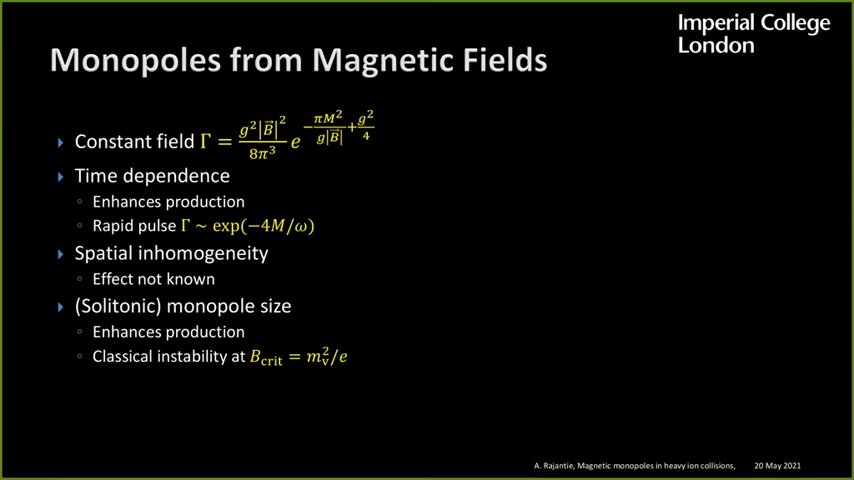 Imperial College
London
Monopoles from Magnetic Fields
Constant field Γ = g²|B⃗|²/8π³ e^(−πM²/g|B⃗| + g²/4)
Time dependence
Enhances production
Rapid pulse Γ ~ exp(−4M/ω)
Spatial inhomogeneity
Effect not known
(Solitonic) monopole size
Enhances production
Classical instability at B_crit = m_v²/e
A. Rajantie, Magnetic monopoles in heavy ion collisions, 20 May 2021